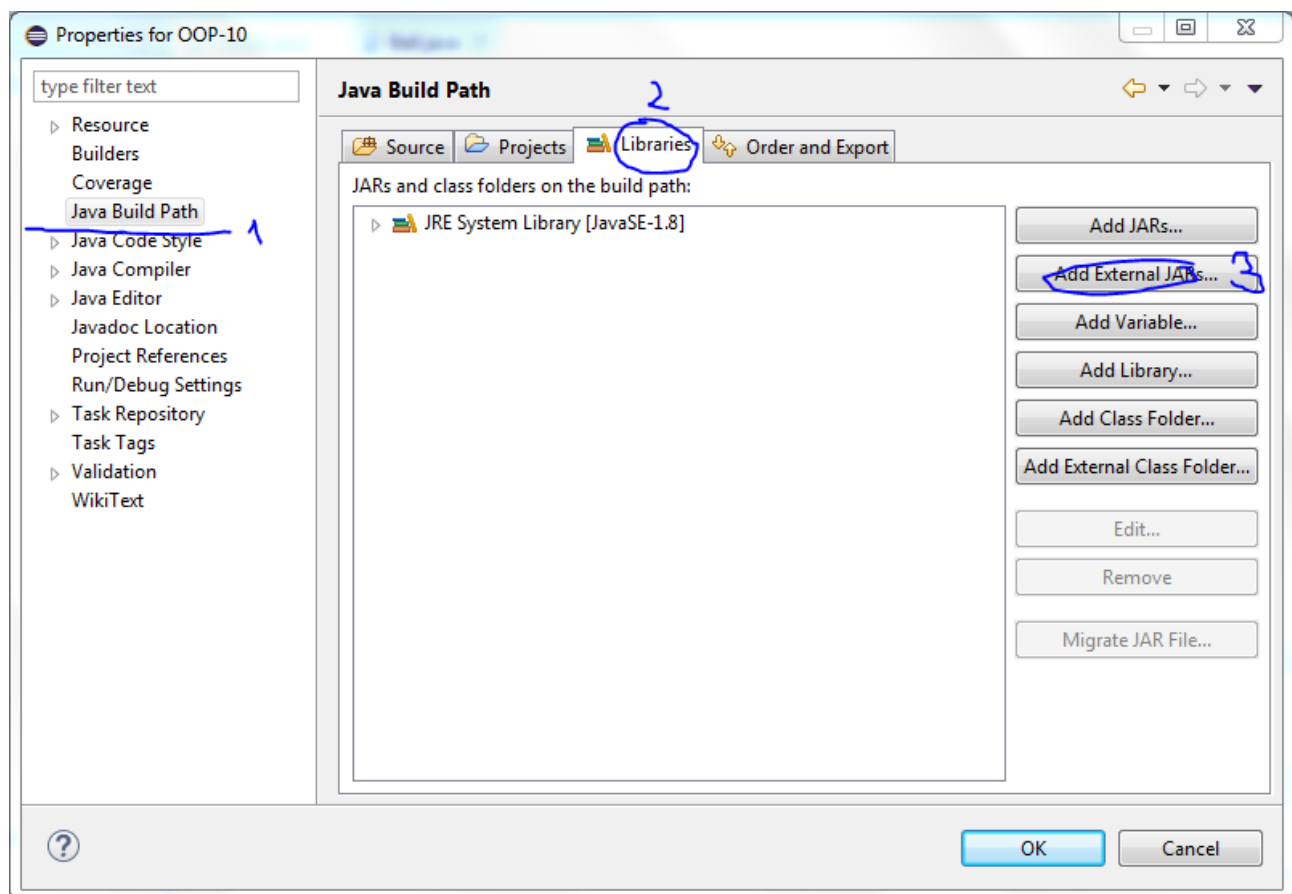 Properties for OOP-10
type filter text
Resource
Builders
Coverage
Java Build Path
1
Java Code Style
Java Compiler
Java Editor
Javadoc Location
Project References
Run/Debug Settings
Task Repository
Task Tags
Validation
WikiText
Java Build Path
2
Source Projects Libraries Order and Export
JARs and class folders on the build path:
JRE System Library [JavaSE-1.8]
Add JARs...
Add External JARs... 3
Add Variable...
Add Library...
Add Class Folder...
Add External Class Folder...
Edit...
Remove
Migrate JAR File...
? OK Cancel